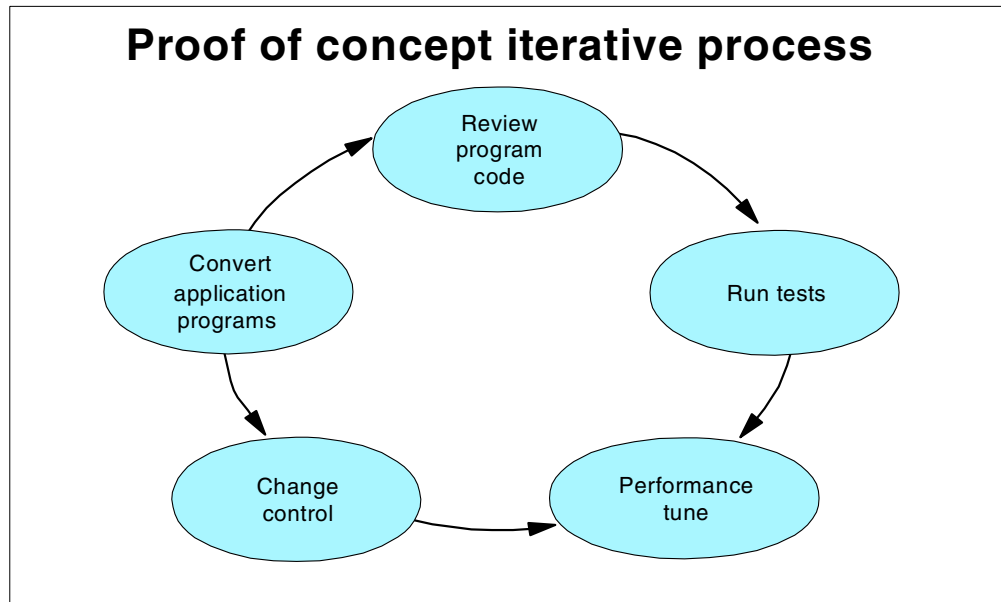 Proof of concept iterative process
Review
program
code
Convert
application
programs
Run tests
Change
control
Performance
tune